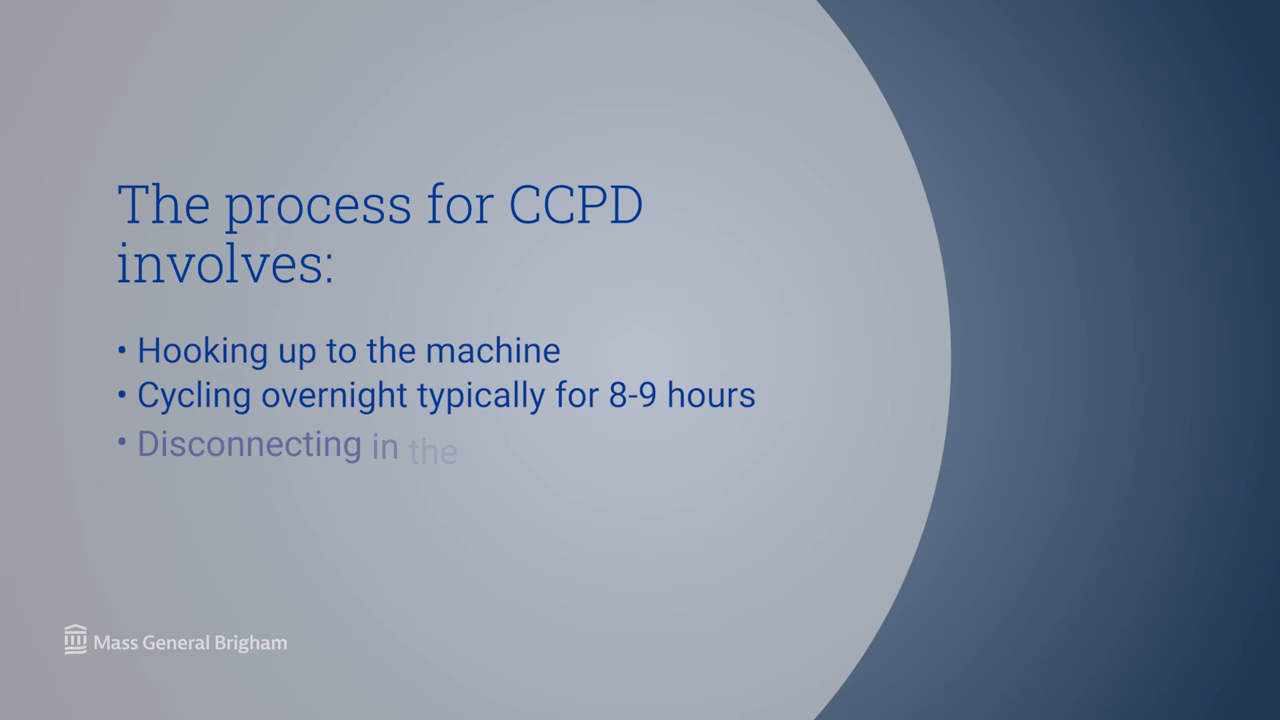 The process for CCPD
involves:
• Hooking up to the machine
• Cycling overnight typically for 8-9 hours
• Disconnecting in the
Mass General Brigham